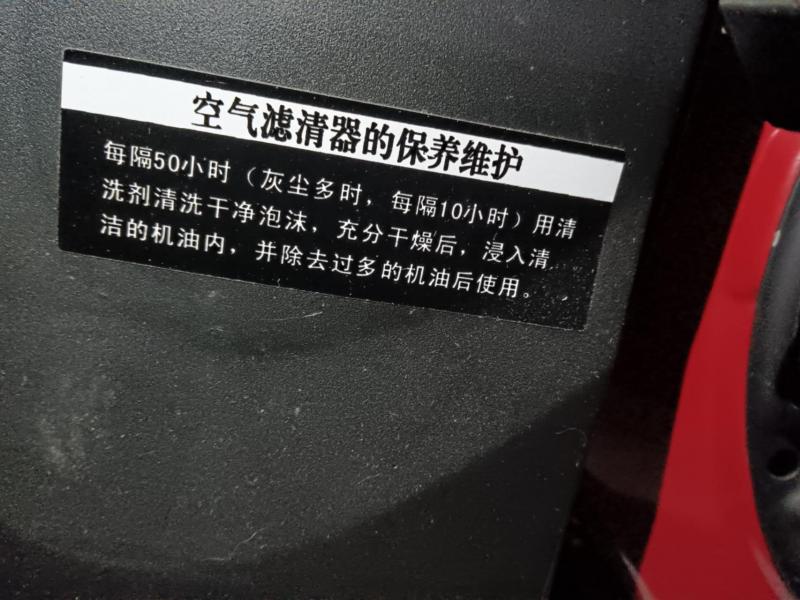 空气滤清器的保养维护
每隔50小时（灰尘多时，每隔10小时）用清
洗剂清洗干净泡沫，充分干燥后，浸入清
洁的机油内，并除去过多的机油后使用。